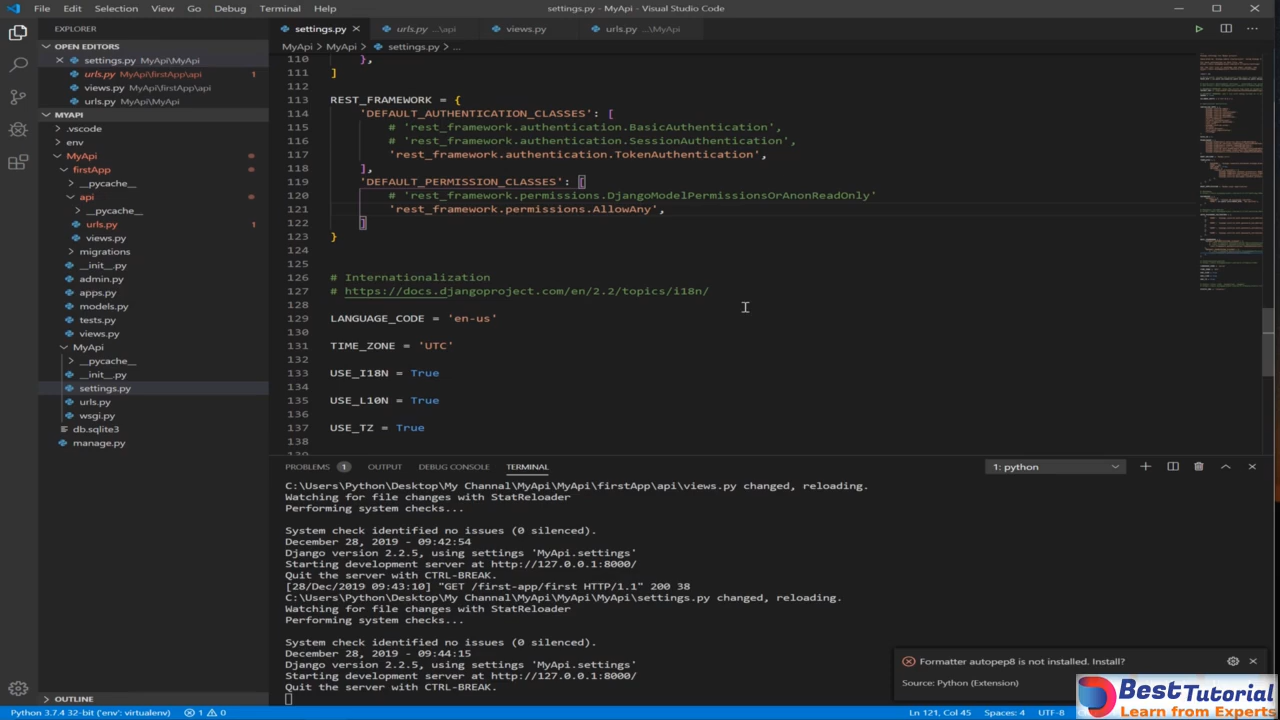 File Edit Selection View Go Debug Terminal Help
settings.py - MyApi - Visual Studio Code
EXPLORER
OPEN EDITORS
settings.py MyApi\MyApi
urls.py MyApi\firstApp\api 1
views.py MyApi\firstApp\api
urls.py MyApi\MyApi
MYAPI
.vscode
env
MyApi
firstApp
__pycache__
api
__pycache__
urls.py 1
views.py
migrations
__init__.py
admin.py
apps.py
models.py
tests.py
views.py
MyApi
__pycache__
__init__.py
settings.py
urls.py
wsgi.py
db.sqlite3
manage.py
OUTLINE
settings.py urls.py ...\api views.py urls.py ...\MyApi
MyApi > MyApi > settings.py > ...
110 },
111 ]
112
113 REST_FRAMEWORK = {
114 'DEFAULT_AUTHENTICATION_CLASSES':
115 # 'rest_framework.authentication.BasicAuthentication',
116 # 'rest_framework.authentication.SessionAuthentication',
117 'rest_framework.authentication.TokenAuthentication',
118 ],
119 'DEFAULT_PERMISSION_CLASSES': [
120 # 'rest_framework.permissions.DjangoModelPermissionsOrAnonReadOnly'
121 'rest_framework.permissions.AllowAny',
122 ]
123 }
124
125
126 # Internationalization
127 # https://docs.djangoproject.com/en/2.2/topics/i18n/
128
129 LANGUAGE_CODE = 'en-us'
130
131 TIME_ZONE = 'UTC'
132
133 USE_I18N = True
134
135 USE_L10N = True
136
137 USE_TZ = True
138
PROBLEMS 1 OUTPUT DEBUG CONSOLE TERMINAL 1: python
C:\Users\Python\Desktop\My Channal\MyApi\MyApi\firstApp\api\views.py changed, reloading.
Watching for file changes with StatReloader
Performing system checks...
System check identified no issues (0 silenced).
December 28, 2019 - 09:42:54
Django version 2.2.5, using settings 'MyApi.settings'
Starting development server at http://127.0.0.1:8000/
Quit the server with CTRL-BREAK.
[28/Dec/2019 09:43:10] "GET /first-app/first HTTP/1.1" 200 38
C:\Users\Python\Desktop\My Channal\MyApi\MyApi\MyApi\settings.py changed, reloading.
Watching for file changes with StatReloader
Performing system checks...
System check identified no issues (0 silenced).
December 28, 2019 - 09:44:15
Django version 2.2.5, using settings 'MyApi.settings'
Starting development server at http://127.0.0.1:8000/
Quit the server with CTRL-BREAK.
Formatter autopep8 is not installed. Install?
Source: Python (Extension)
BestTutorial
Learn from Experts
Python 3.7.4 32-bit ('env': virtualenv) 1 0 Ln 121, Col 45 Spaces: 4 UTF-8